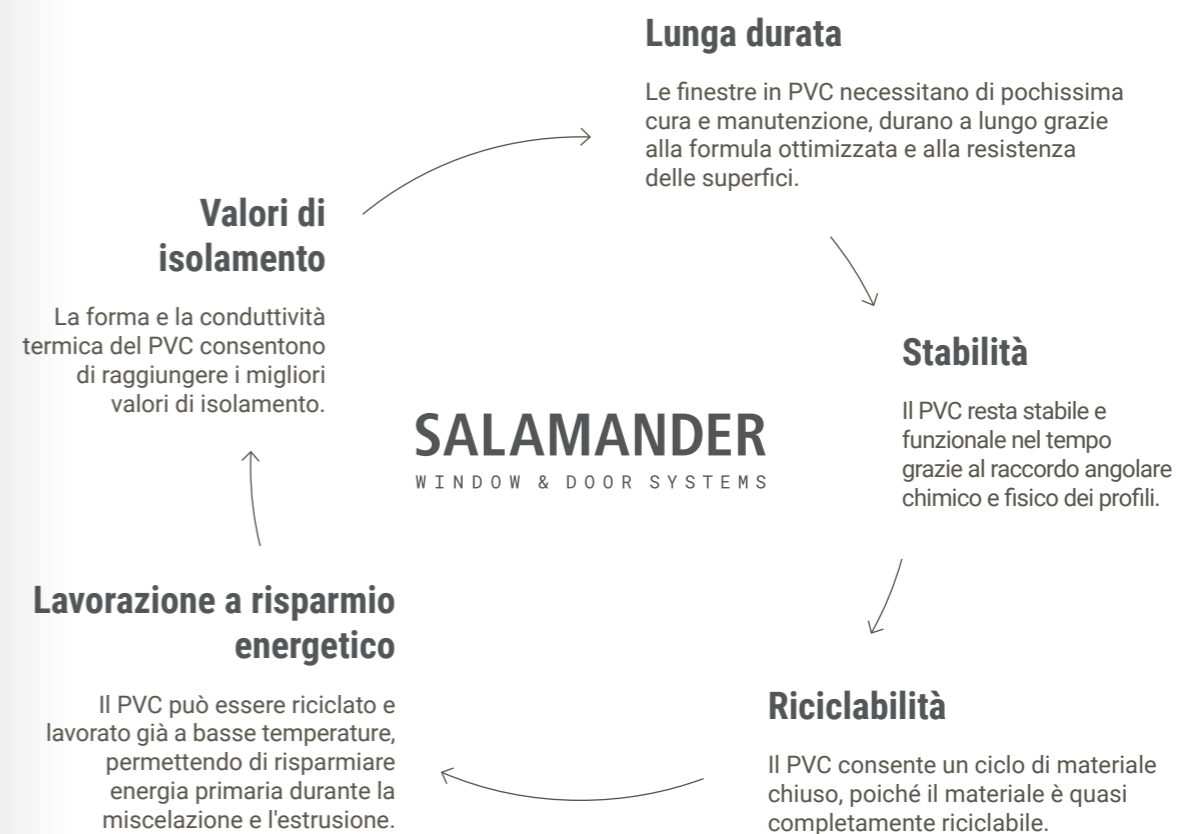 Lunga durata
Le finestre in PVC necessitano di pochissima
cura e manutenzione, durano a lungo grazie
alla formula ottimizzata e alla resistenza
delle superfici.
Stabilità
Il PVC resta stabile e
funzionale nel tempo
grazie al raccordo angolare
chimico e fisico dei profili.
Riciclabilità
Il PVC consente un ciclo di materiale
chiuso, poiché il materiale è quasi
completamente riciclabile.
Lavorazione a risparmio
energetico
Il PVC può essere riciclato e
lavorato già a basse temperature,
permettendo di risparmiare
energia primaria durante la
miscelazione e l'estrusione.
Valori di
isolamento
La forma e la conduttività
termica del PVC consentono
di raggiungere i migliori
valori di isolamento.
SALAMANDER
WINDOW & DOOR SYSTEMS